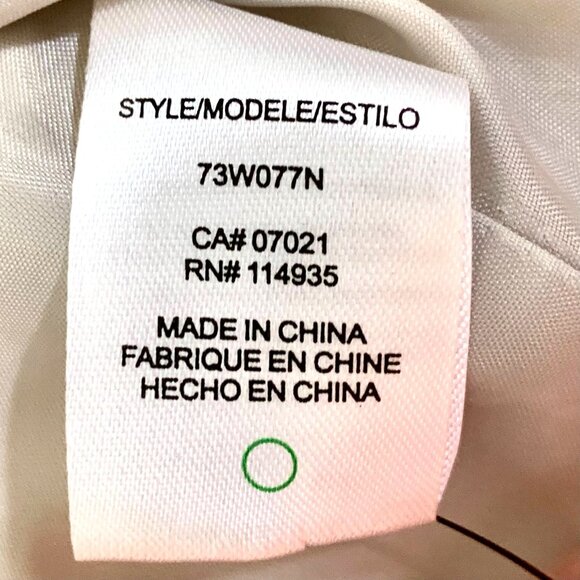 STYLE/MODELE/ESTILO
73W077N
CA# 07021
RN# 114935
MADE IN CHINA
FABRIQUE EN CHINE
HECHO EN CHINA